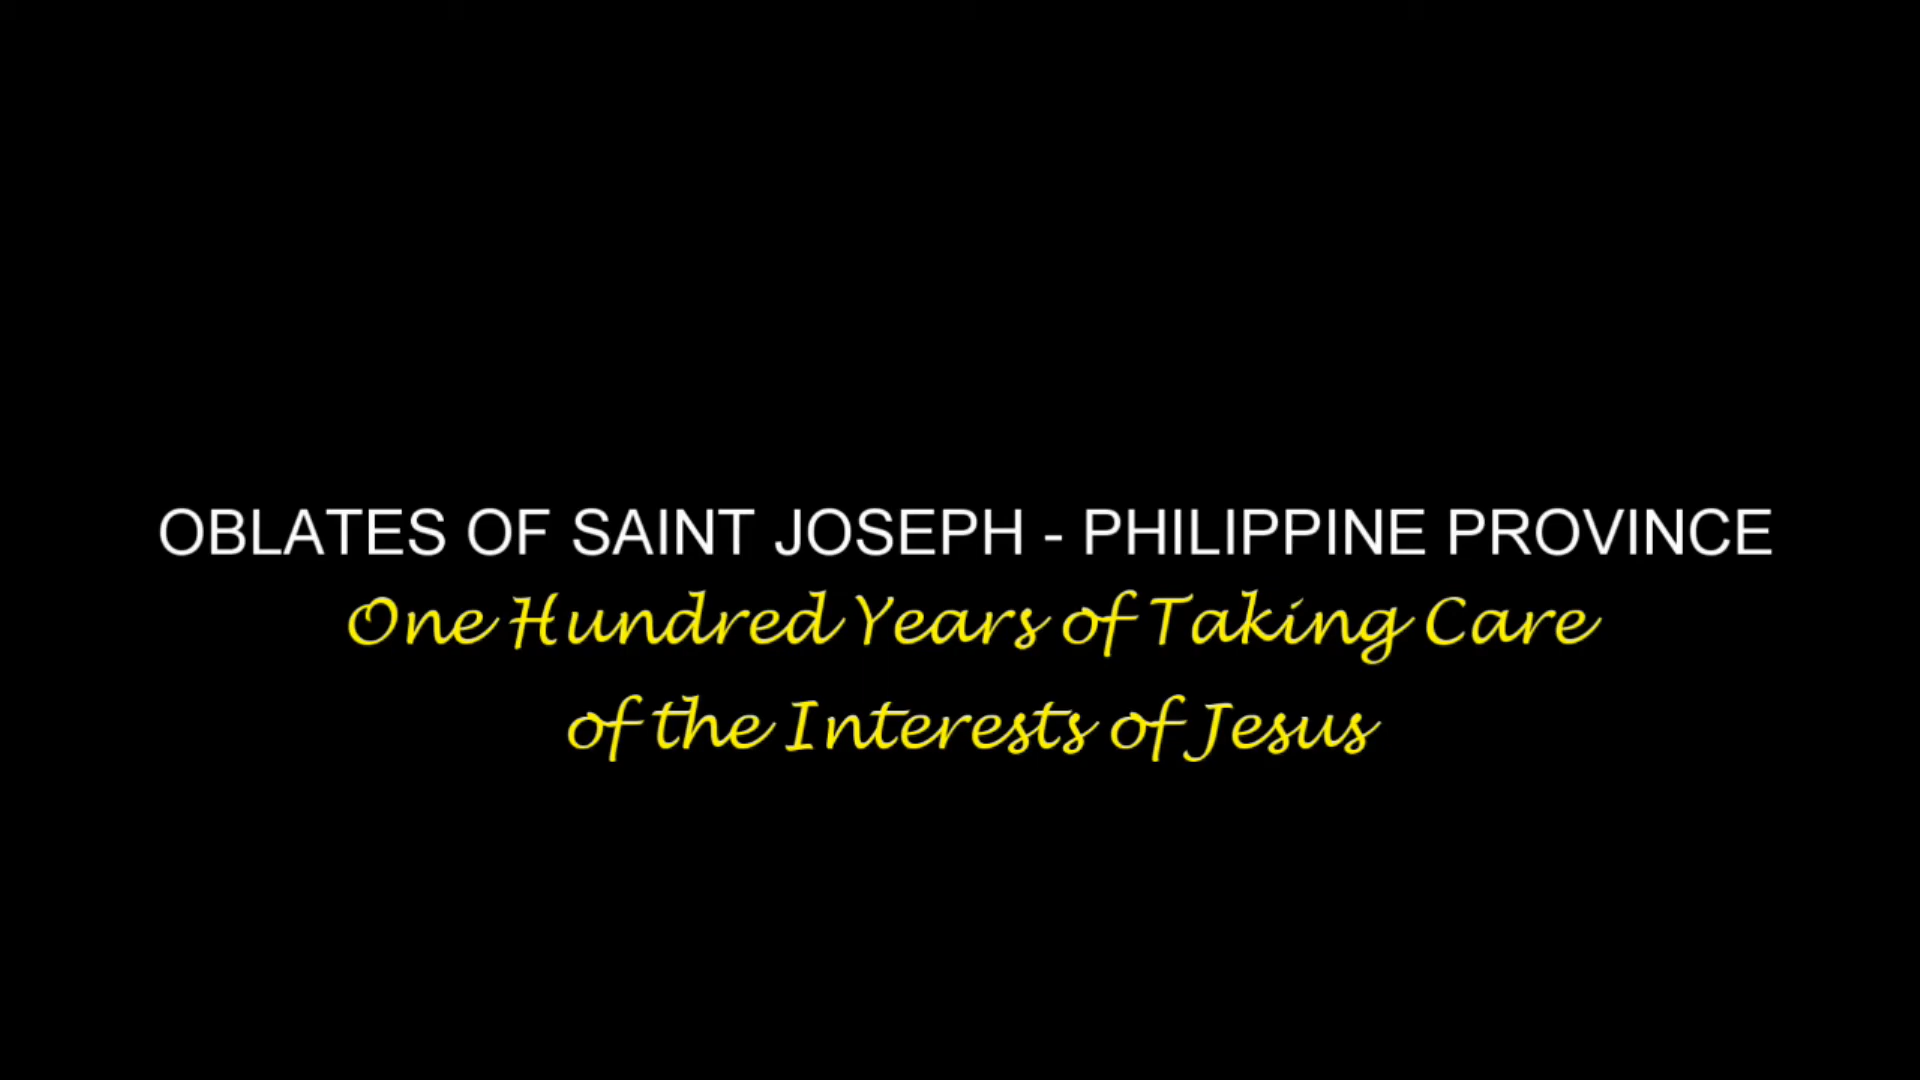 OBLATES OF SAINT JOSEPH - PHILIPPINE PROVINCE
One Hundred Years of Taking Care
of the Interests of Jesus